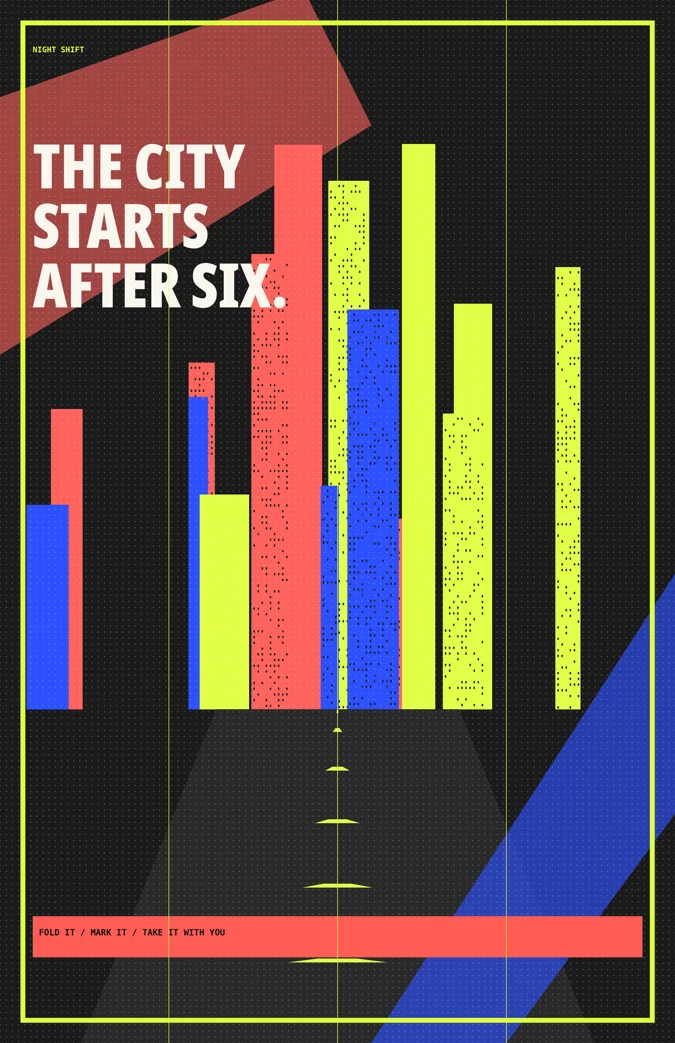 NIGHT SHIFT
THE CITY
STARTS
AFTER SIX.
FOLD IT / MARK IT / TAKE IT WITH YOU